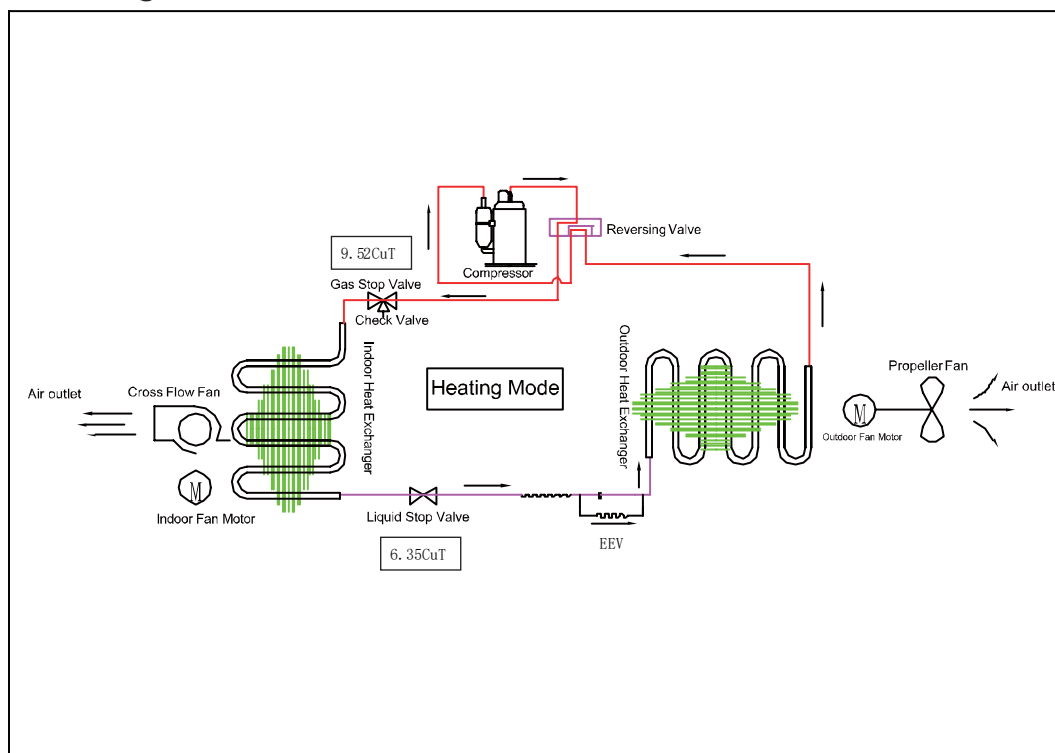 Reversing Valve
9.52CuT
Compressor
Gas Stop Valve
Check Valve
Indoor Heat Exchanger
Outdoor Heat Exchanger
Heating Mode
Propeller Fan
Air outlet
Cross Flow Fan
Air outlet
M
Outdoor Fan Motor
M
Indoor Fan Motor
Liquid Stop Valve
EEV
6.35CuT